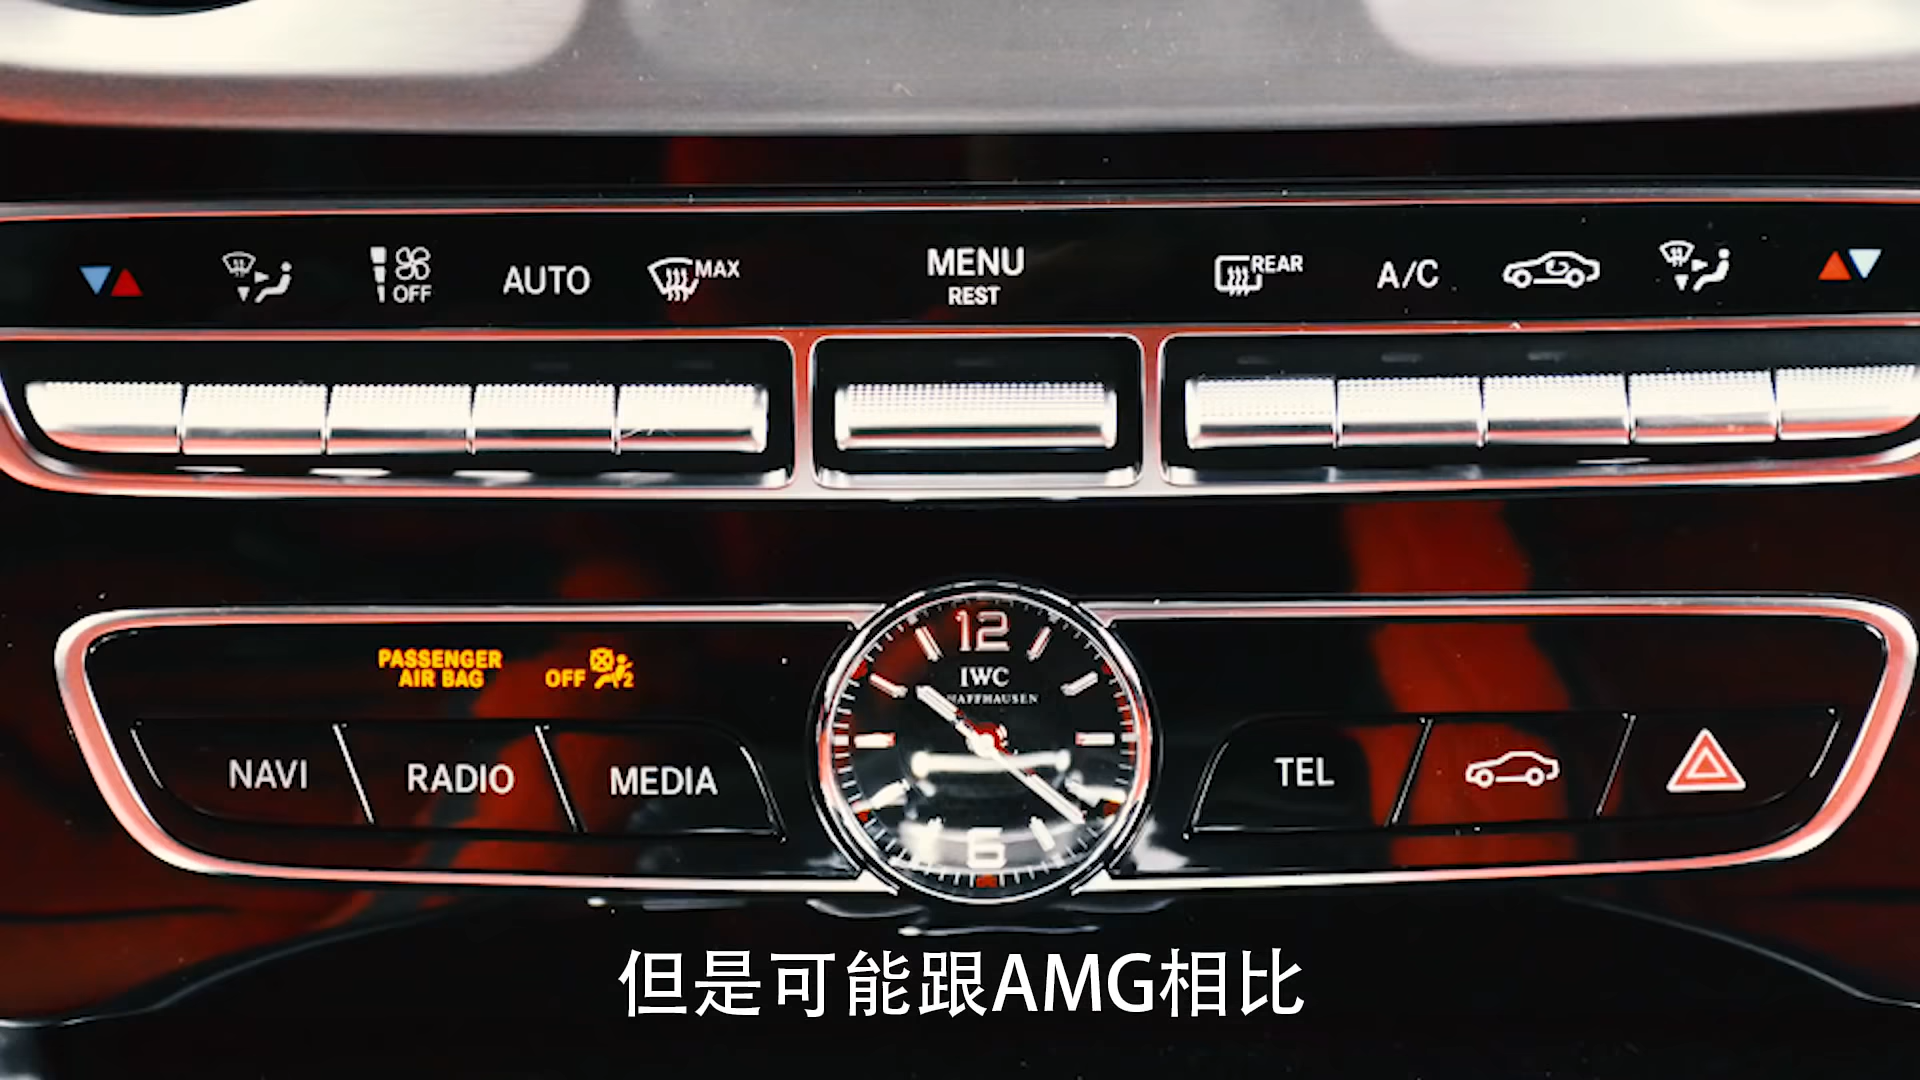 OFF
AUTO
MAX
MENU
REST
REAR
A/C
PASSENGER
AIR BAG
OFF
2
12
IWC
6
NAVI
RADIO
MEDIA
TEL
但是可能跟AMG相比